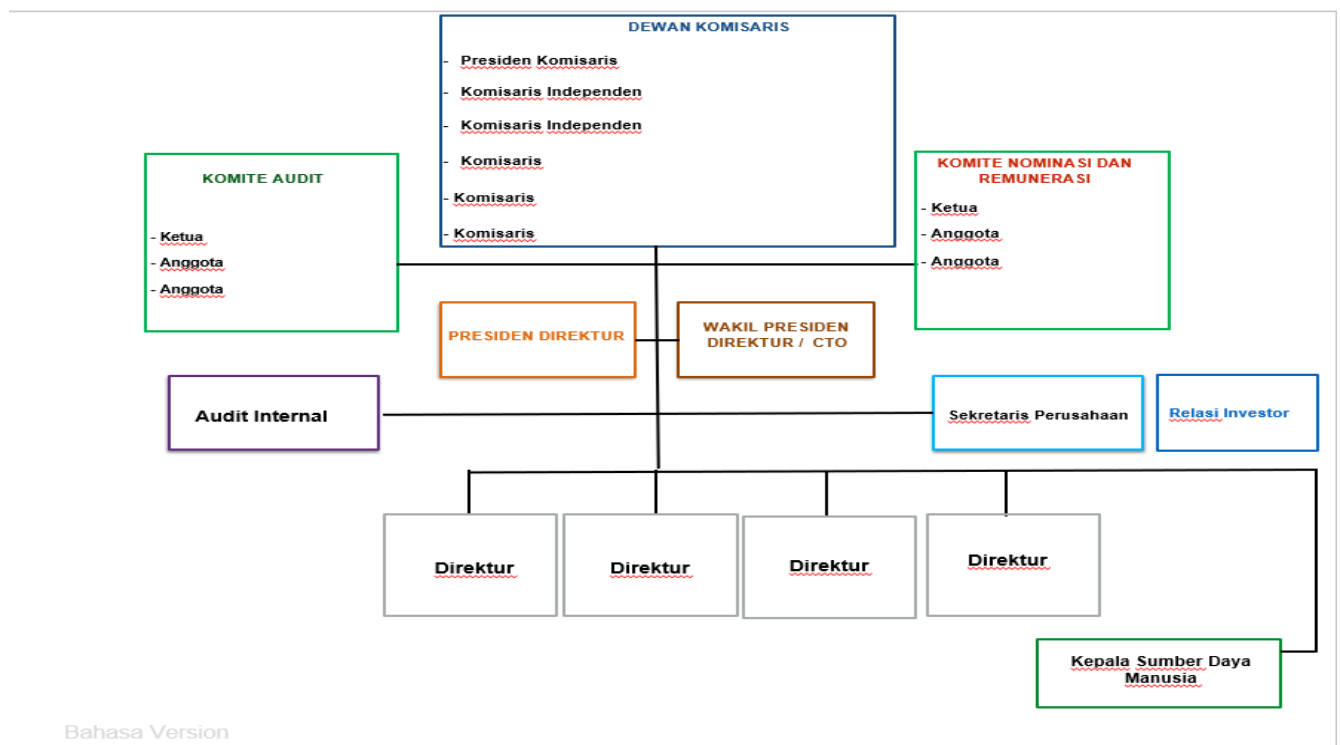 DEWAN KOMISARIS
- Presiden Komisaris
- Komisaris Independen
- Komisaris Independen
- Komisaris
- Komisaris
- Komisaris
KOMITE AUDIT
- Ketua
- Anggota
- Anggota
KOMITE NOMINASI DAN
REMUNERASI
- Ketua
- Anggota
- Anggota
PRESIDEN DIREKTUR
WAKIL PRESIDEN
DIREKTUR / CTO
Audit Internal
Sekretaris Perusahaan
Relasi Investor
Direktur
Direktur
Direktur
Direktur
Kepala Sumber Daya
Manusia
Bahasa Version